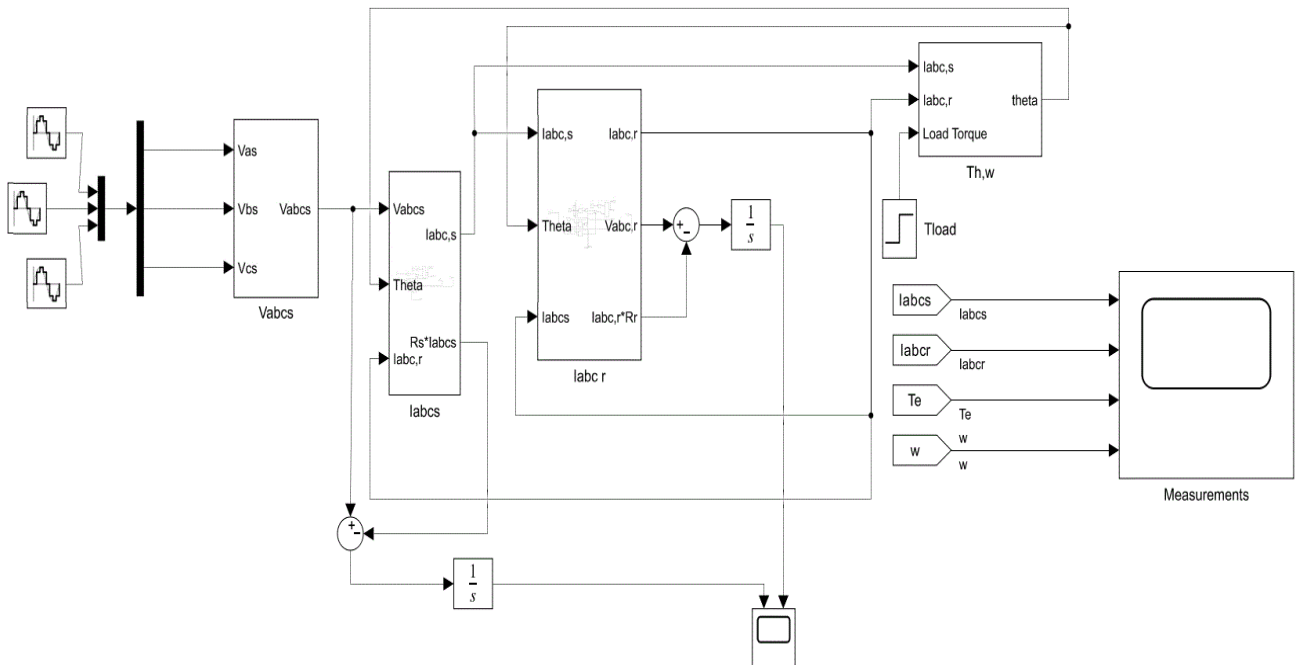 Vas
Vbs
Vcs
Vabcs
Vabcs
Vabcs
Theta
Iabc,r
Iabc,s
Rs*Iabcs
Iabcs
Iabc,s
Theta
Iabcs
Iabc,r
Vabc,r
Iabc,r*Rr
Iabc r
+
-
1
s
Iabc,s
Iabc,r
Load Torque
theta
Th,w
Tload
Iabcs
Iabcs
Iabcr
Iabcr
Te
Te
w
w
w
Measurements
+
-
1
s